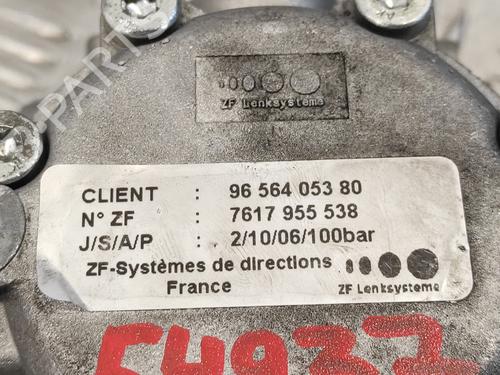 ZF Lenksysteme
CLIENT : 96 564 053 80
N° ZF : 7617 955 538
J/S/A/P : 2/10/06/100bar
ZF-Systèmes de directions
France ZF Lenksysteme